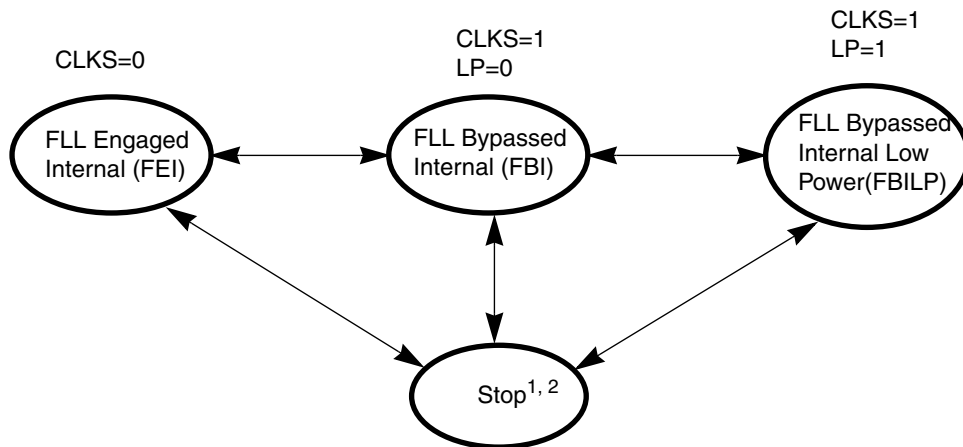 CLKS=0
CLKS=1
LP=0
CLKS=1
LP=1
FLL Engaged
Internal (FEI)
FLL Bypassed
Internal (FBI)
FLL Bypassed
Internal Low
Power(FBILP)
Stop1, 2